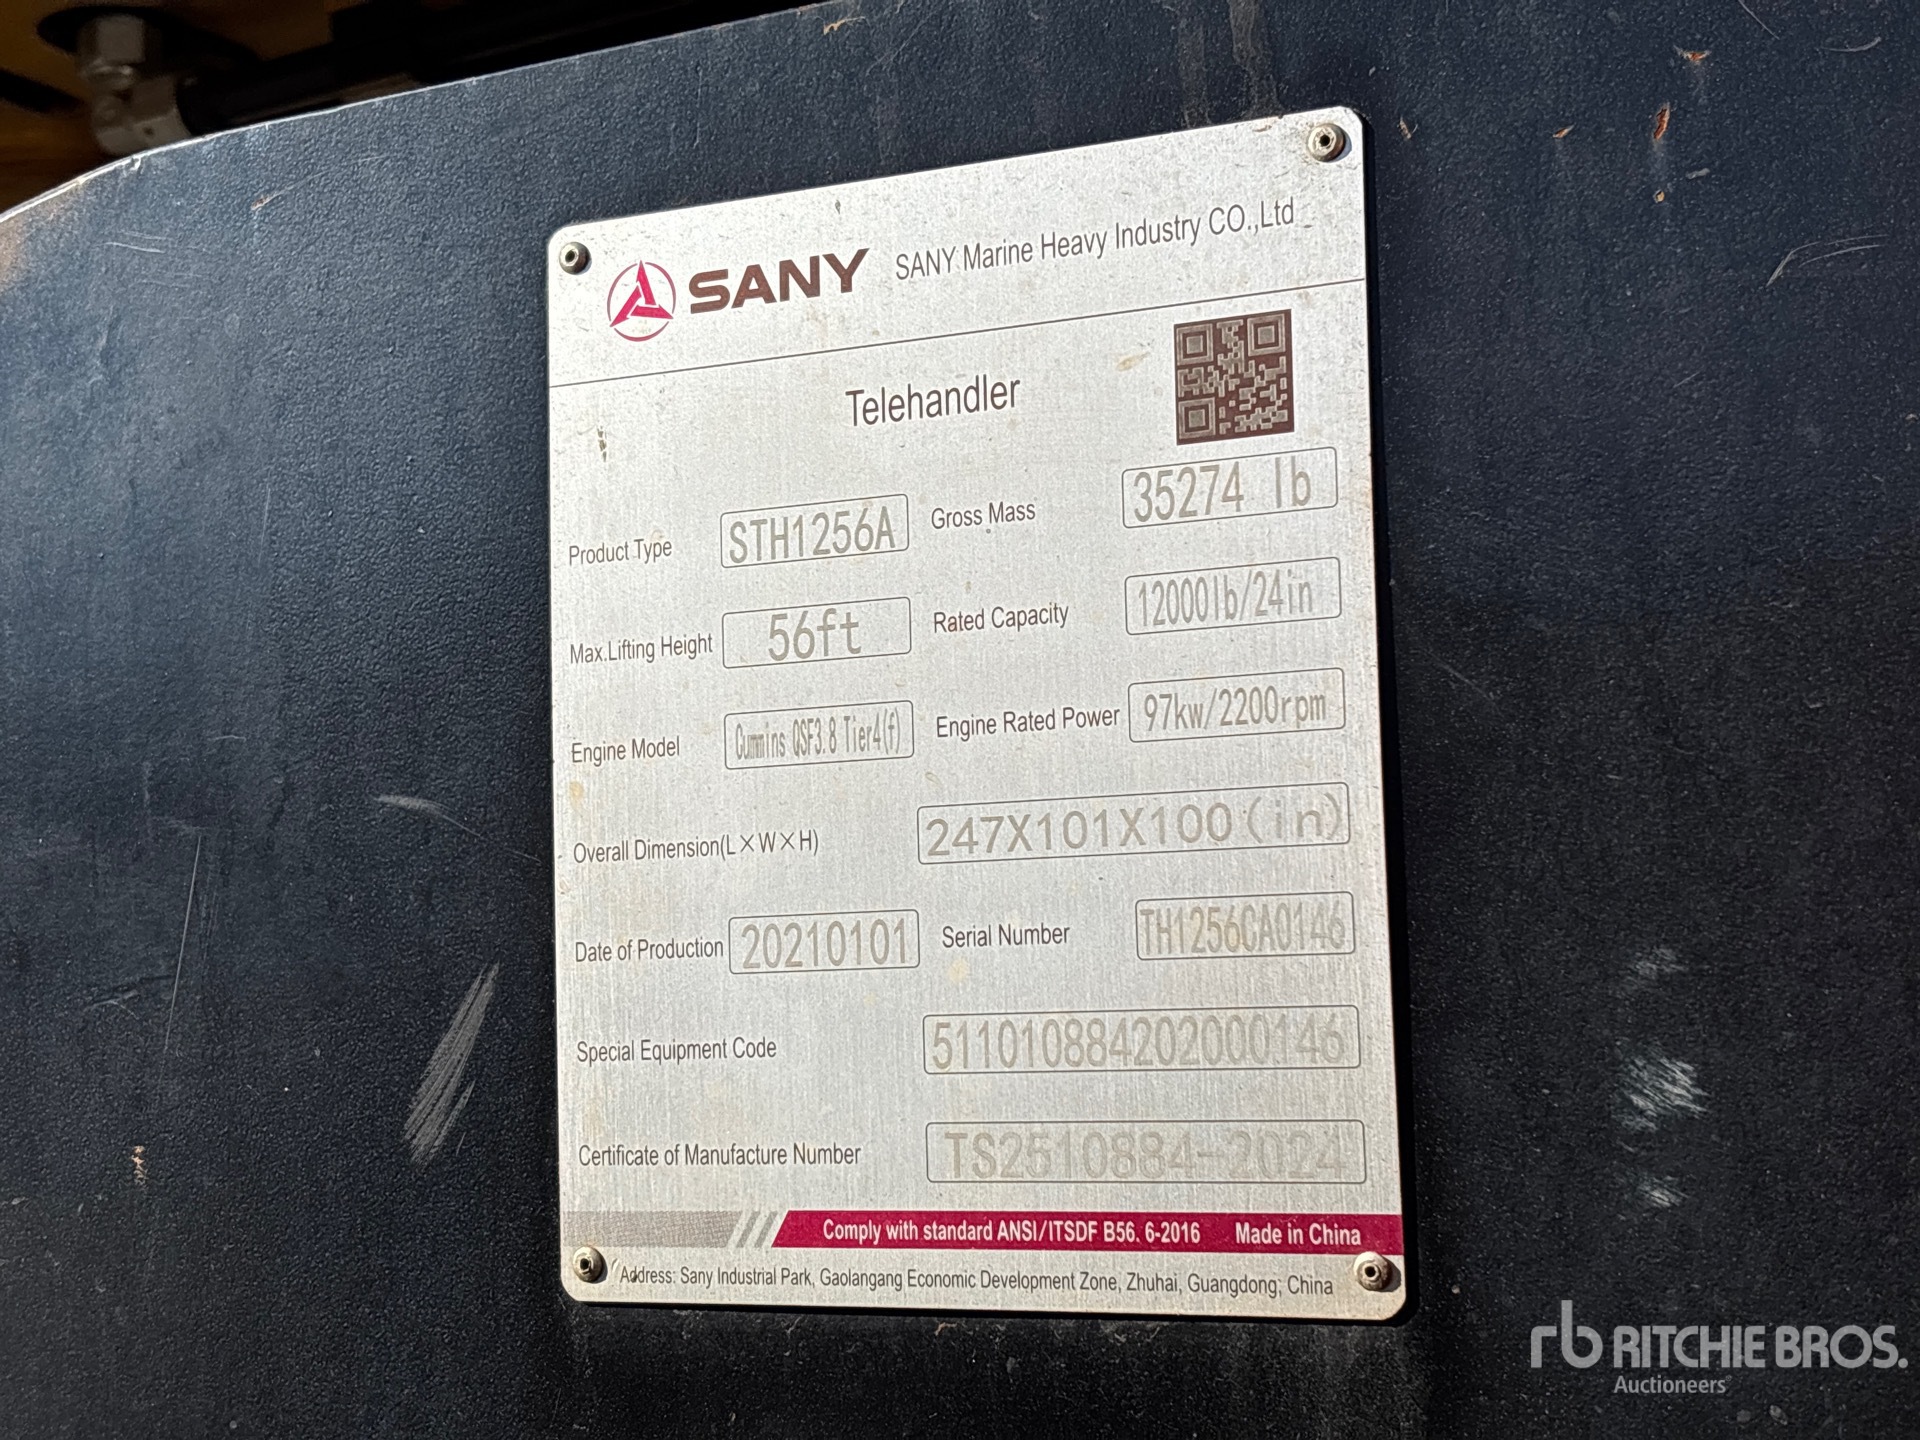 SANY SANY Marine Heavy Industry CO.,Ltd
Telehandler
Product Type STH1256A Gross Mass 35274 lb
Max.Lifting Height 56ft Rated Capacity 12000lb/24in
Engine Model Cummins QSF3.8 Tier4(f) Engine Rated Power 97kw/2200rpm
Overall Dimension(L×W×H) 247X101X100(in)
Date of Production 20210101 Serial Number TH1256CA0146
Special Equipment Code 511010884202000146
Certificate of Manufacture Number TS2510884-2024
Comply with standard ANSI/ITSDF B56. 6-2016 Made in China
Address: Sany Industrial Park, Gaolangang Economic Development Zone, Zhuhai, Guangdong, China
rb RITCHIE BROS.
Auctioneers